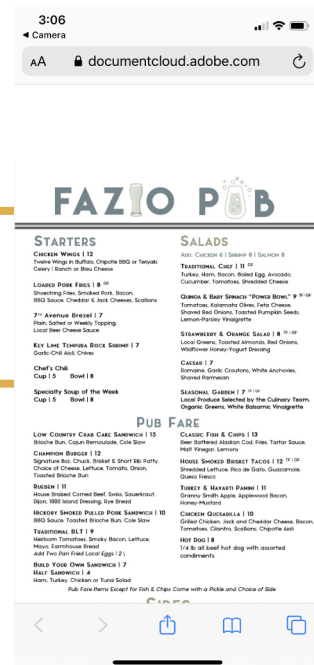 3:06
Camera
AA documentcloud.adobe.com
FAZIO PUB
STARTERS
CHICKEN WINGS | 12
Twelve Wings in Buffalo, Chipotle BBQ or Teriyaki
Celery | Ranch or Bleu Cheese
LOADED PORK FRIES | 8 GF
Shoestring Fries, Smoked Pork, Bacon,
BBQ Sauce, Cheddar & Jack Cheeses, Scallions
7TH AVENUE BREZEL | 7
Plain, Salted or Weekly Topping,
Local Beer Cheese Sauce
KEY LIME TEMPURA ROCK SHRIMP | 7
Garlic-Chili Aioli, Chives
Chef's Chili
Cup | 5 Bowl | 8
Specialty Soup of the Week
Cup | 5 Bowl | 8
SALADS
ADD: CHICKEN 6 | SHRIMP 8 | SALMON 8
TRADITIONAL CHEF | 11 GF
Turkey, Ham, Bacon, Boiled Egg, Avocado,
Cucumber, Tomatoes, Shredded Cheese
QUINOA & BABY SPINACH "POWER BOWL" 9 TF | GF
Tomatoes, Kalamata Olives, Feta Cheese,
Shaved Red Onions, Toasted Pumpkin Seeds,
Lemon-Parsley Vinaigrette
STRAWBERRY & ORANGE SALAD | 8 TF | GF
Local Greens, Toasted Almonds, Red Onions,
Wildflower Honey-Yogurt Dressing
CAESAR | 7
Romaine, Garlic Croutons, White Anchovies,
Shaved Parmesan
SEASONAL GARDEN | 7 TF | GF
Local Produce Selected by the Culinary Team,
Organic Greens, White Balsamic Vinaigrette
PUB FARE
LOW COUNTRY CRAB CAKE SANDWICH | 15
Brioche Bun, Cajun Remoulade, Cole Slaw
CHAMPION BURGER | 12
Signature 8oz, Chuck, Brisket & Short Rib Patty,
Choice of Cheese, Lettuce, Tomato, Onion,
Toasted Brioche Bun
RUEBEN | 11
House Braised Corned Beef, Swiss, Sauerkraut,
Dijon, 1000 Island Dressing, Rye Bread
HICKORY SMOKED PULLED PORK SANDWICH | 10
BBQ Sauce, Toasted Brioche Bun, Cole Slaw
TRADITIONAL BLT | 9
Heirloom Tomatoes, Smoky Bacon, Lettuce,
Mayo, Farmhouse Bread
Add Two Pan Fried Local Eggs | 2
BUILD YOUR OWN SANDWICH | 7
HALF SANDWICH | 4
Ham, Turkey, Chicken or Tuna Salad
CLASSIC FISH & CHIPS | 13
Beer Battered Alaskan Cod, Fries, Tartar Sauce,
Malt Vinegar, Lemons
HOUSE SMOKED BRISKET TACOS | 12 TF | GF
Shredded Lettuce, Pico de Gallo, Guacamole,
Queso Fresco
TURKEY & HAVARTI PANINI | 11
Granny Smith Apple, Applewood Bacon,
Honey-Mustard
CHICKEN QUESADILLA | 10
Grilled Chicken, Jack and Cheddar Cheese, Bacon,
Tomatoes, Cilantro, Scallions, Chipotle Aioli
HOT DOG | 8
1/4 lb all beef hot dog with assorted
condiments
Pub Fare Items Except for Fish & Chips Come with a Pickle and Choice of Side
SIDES